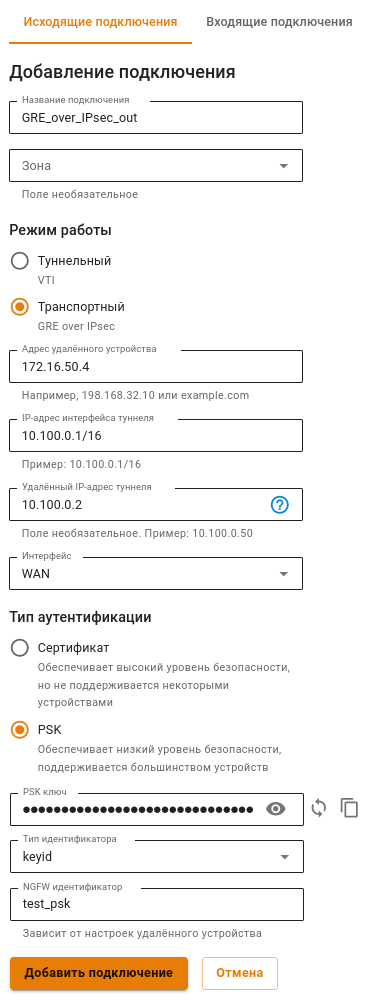 Исходящие подключения
Входящие подключения
Добавление подключения
Название подключения
GRE_over_IPsec_out
Зона
Поле необязательное
Режим работы
Туннельный
VTI
Транспортный
GRE over IPsec
Адрес удалённого устройства
172.16.50.4
Например, 198.168.32.10 или example.com
IP-адрес интерфейса туннеля
10.100.0.1/16
Пример: 10.100.0.1/16
Удалённый IP-адрес туннеля
10.100.0.2
Поле необязательное. Пример: 10.100.0.50
Интерфейс
WAN
Тип аутентификации
Сертификат
Обеспечивает высокий уровень безопасности,
но не поддерживается некоторыми
устройствами
PSK
Обеспечивает низкий уровень безопасности,
поддерживается большинством устройств
PSK ключ
Тип идентификатора
keyid
NGFW идентификатор
test_psk
Зависит от настроек удалённого устройства
Добавить подключение
Отмена